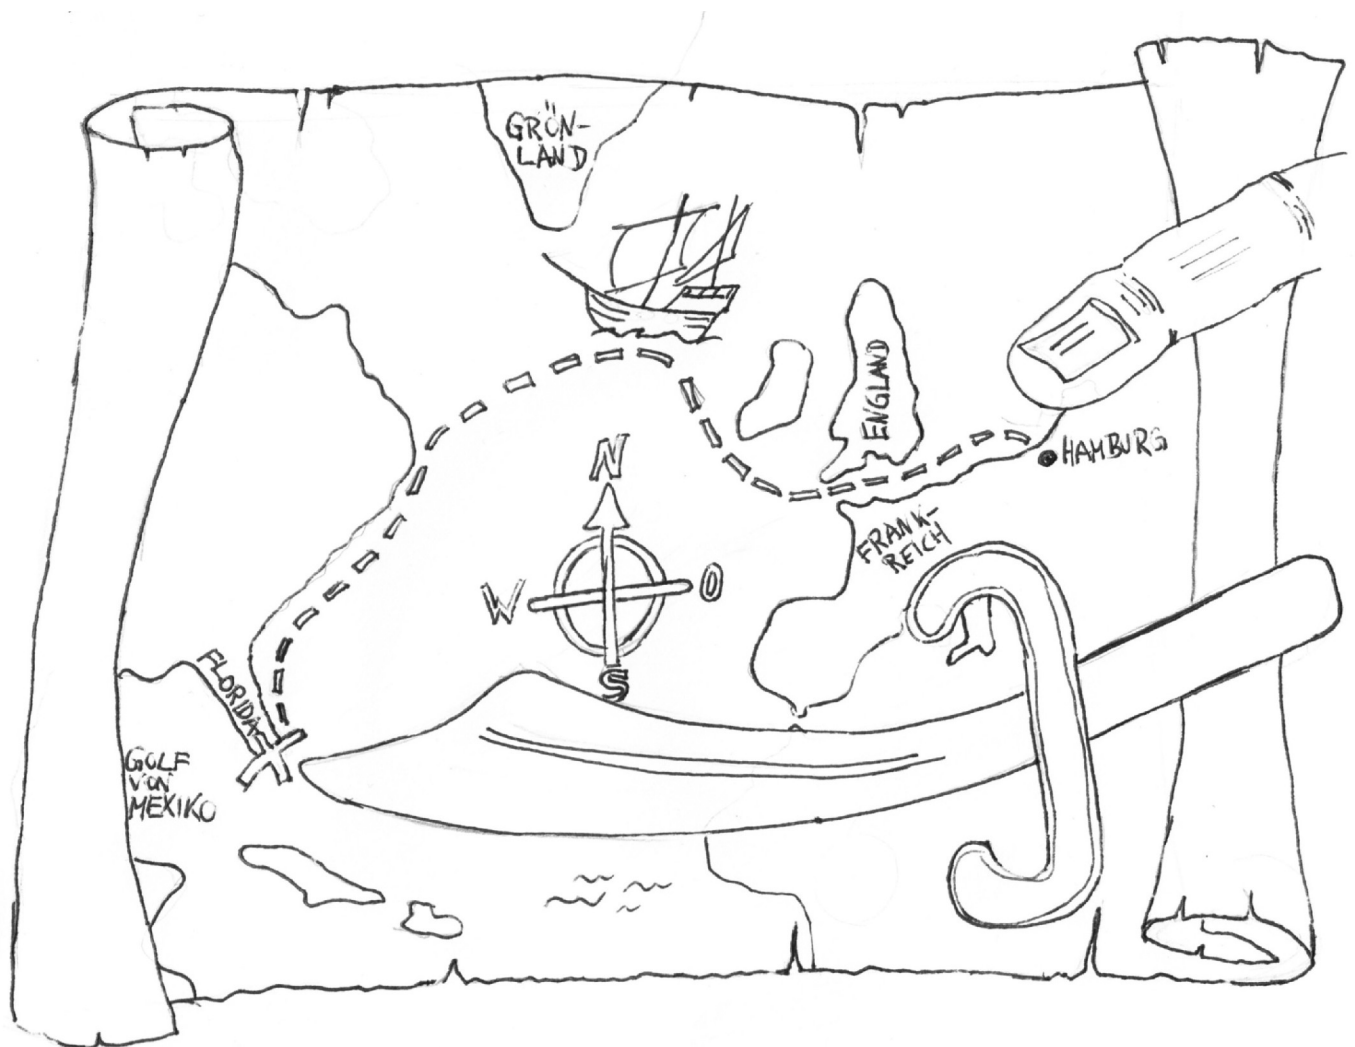 GRÖN-
LAND
ENGLAND
HAMBURG
N
FRANK-
REICH
W
O
S
FLORIDA
GOLF
VON
MEXIKO